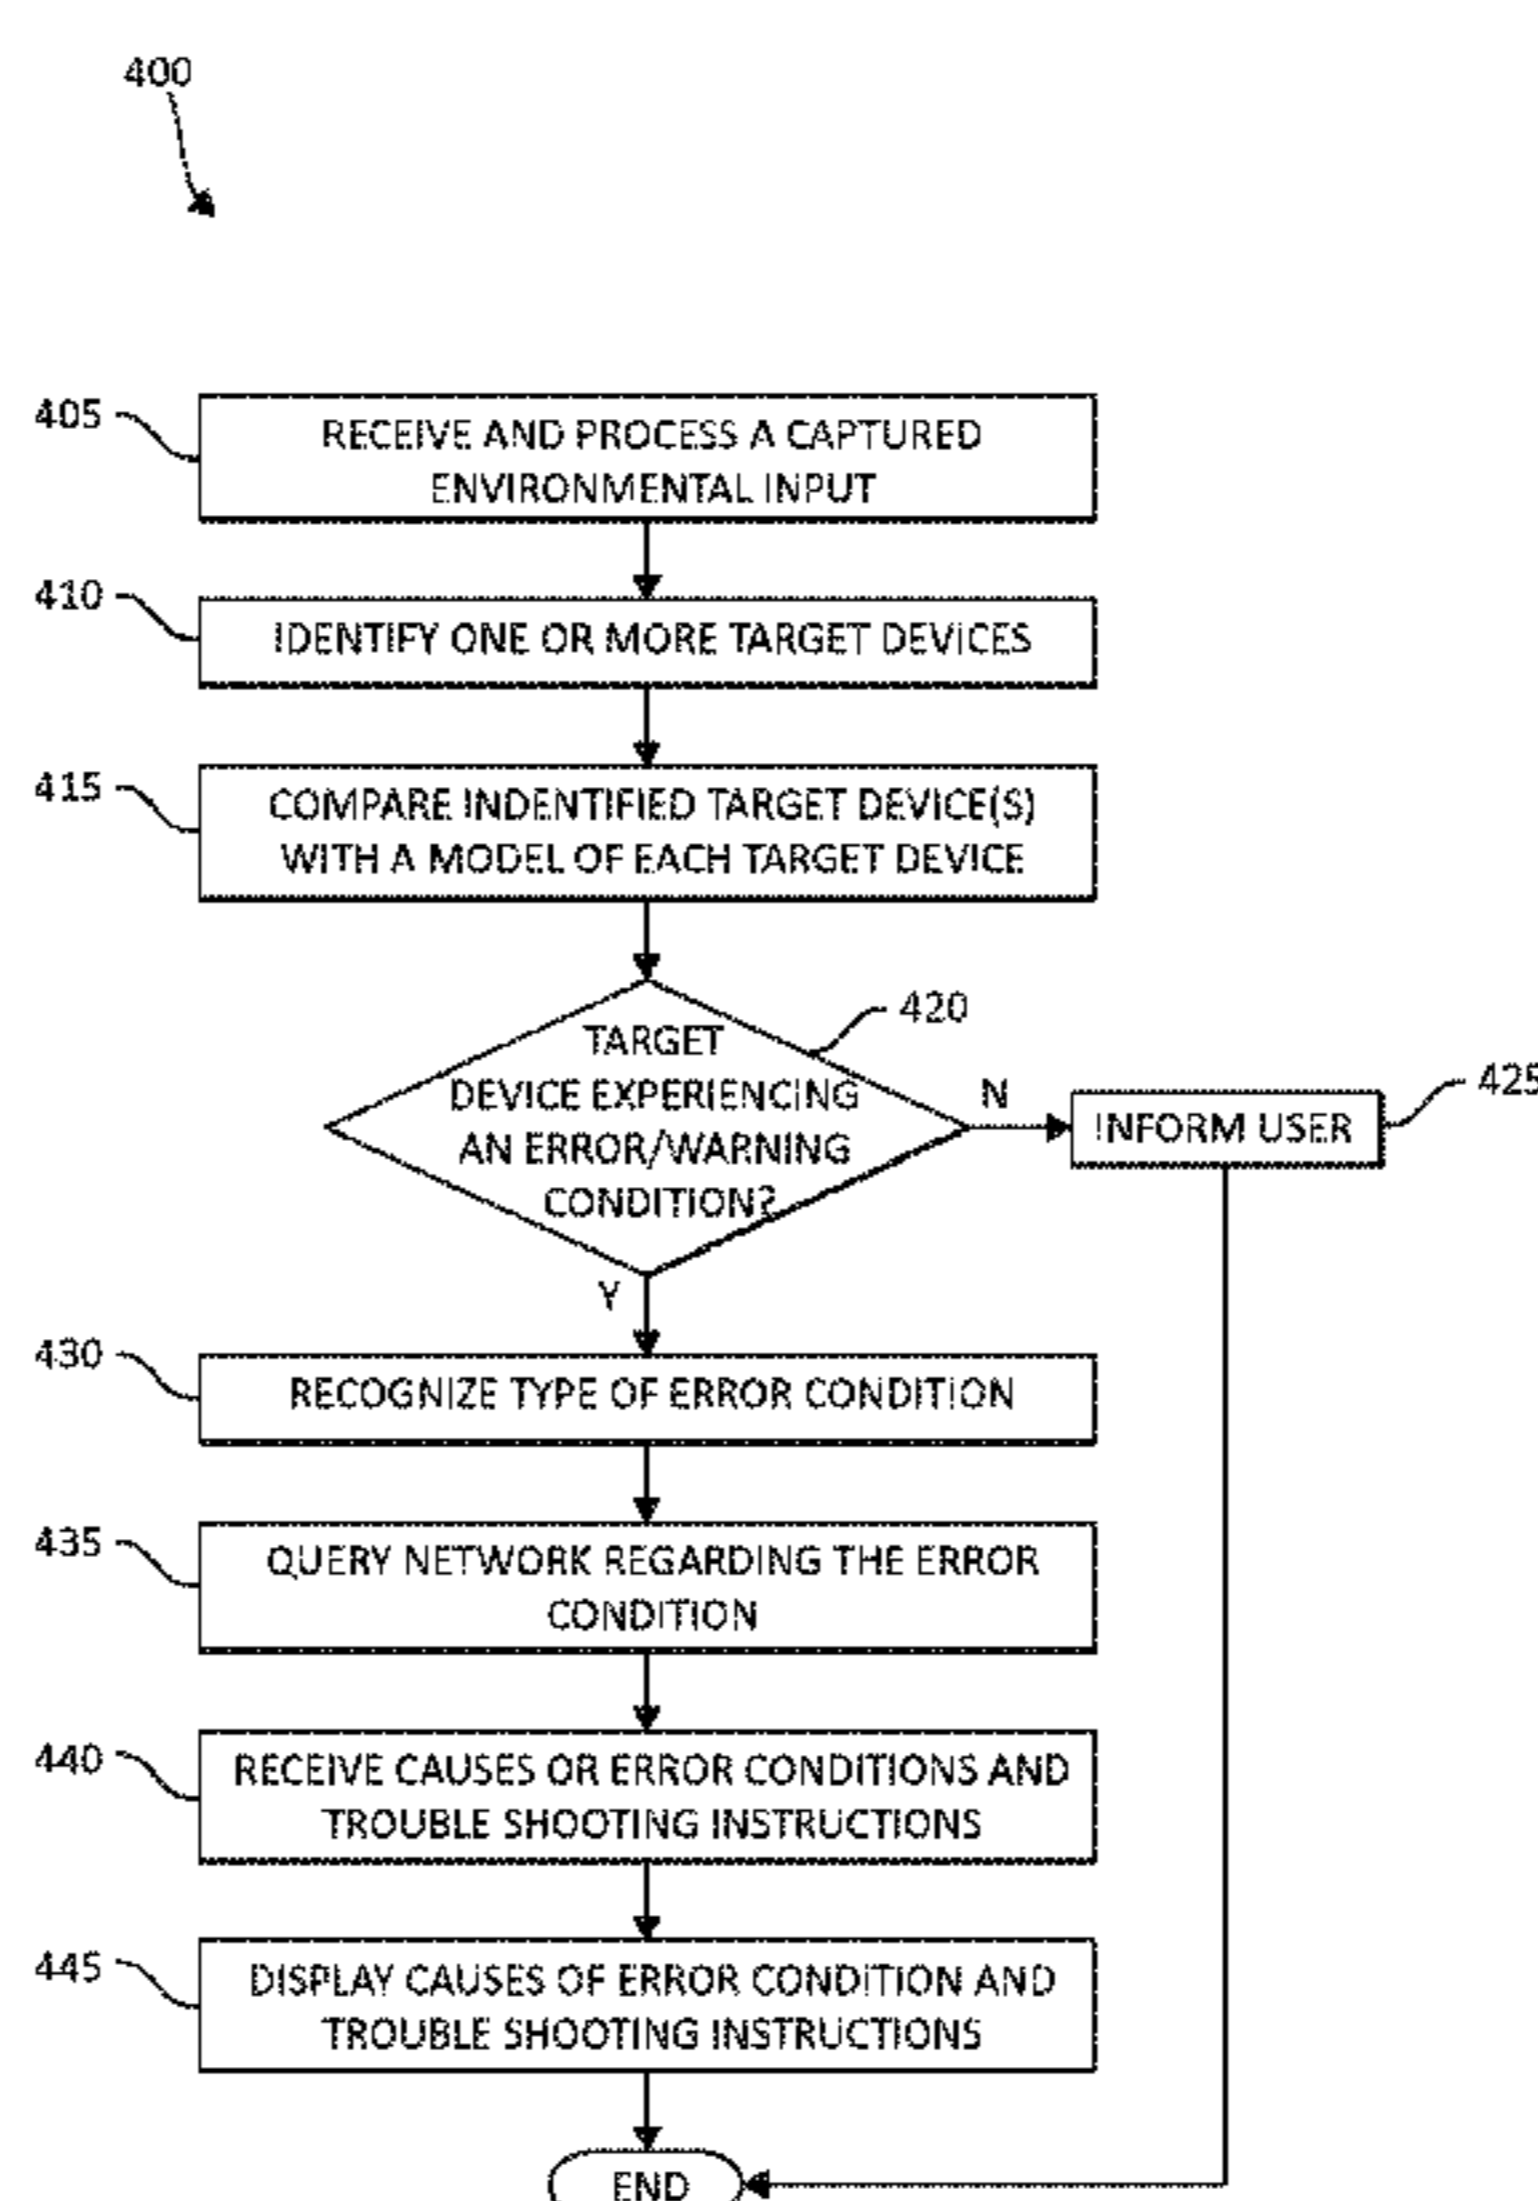 400
405
RECEIVE AND PROCESS A CAPTURED
ENVIRONMENTAL INPUT
410
IDENTIFY ONE OR MORE TARGET DEVICES
415
COMPARE INDENTIFIED TARGET DEVICE(S)
WITH A MODEL OF EACH TARGET DEVICE
420
TARGET
DEVICE EXPERIENCING
AN ERROR/WARNING
CONDITION?
N
425
INFORM USER
Y
430
RECOGNIZE TYPE OF ERROR CONDITION
435
QUERY NETWORK REGARDING THE ERROR
CONDITION
440
RECEIVE CAUSES OR ERROR CONDITIONS AND
TROUBLE SHOOTING INSTRUCTIONS
445
DISPLAY CAUSES OF ERROR CONDITION AND
TROUBLE SHOOTING INSTRUCTIONS
END